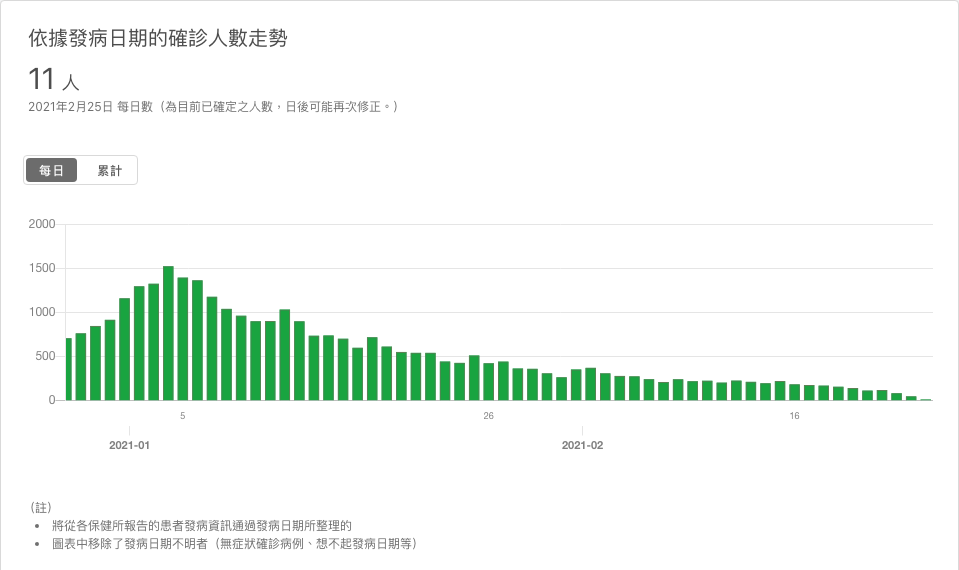 依據發病日期的確診人數走勢
11 人
2021年2月25日 每日數（為目前已確定之人數，日後可能再次修正。）
每日 累計
2000
1500
1000
500
0
5 26 16
2021-01 2021-02
（註）
• 將從各保健所報告的患者發病資訊通過發病日期所整理的
• 圖表中移除了發病日期不明者（無症狀確診病例、想不起發病日期等）